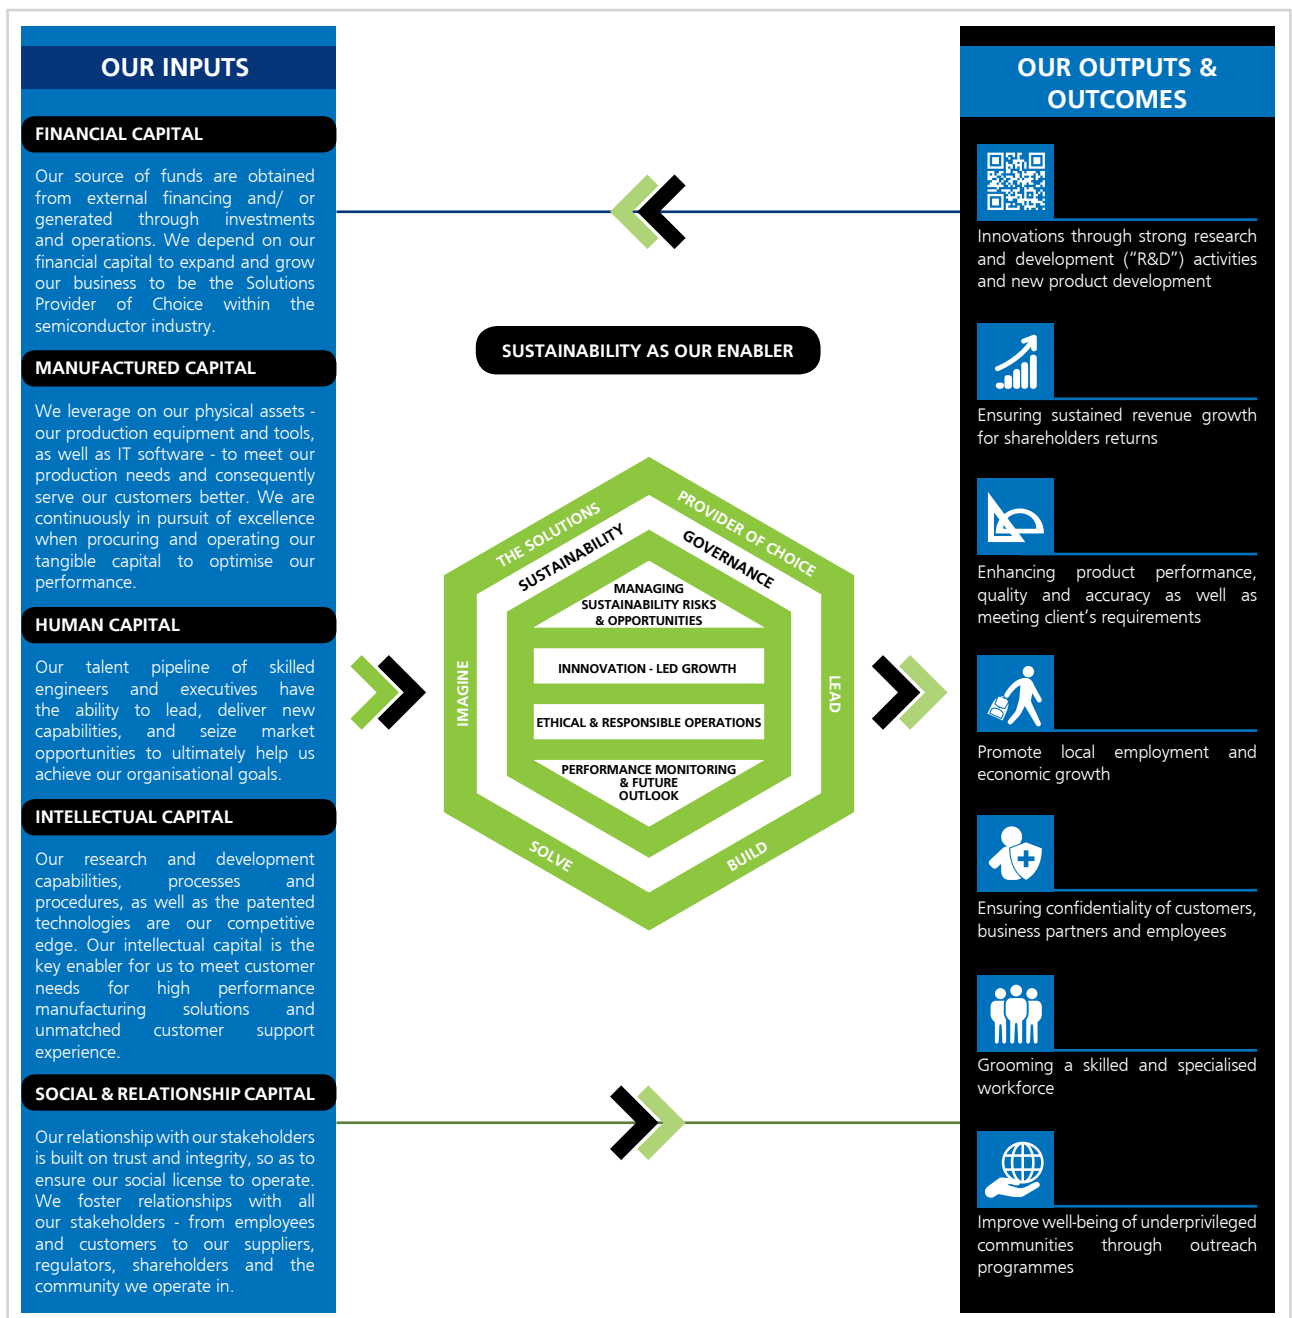 OUR INPUTS
FINANCIAL CAPITAL
Our source of funds are obtained
from external financing and/ or
generated through investments
and operations. We depend on our
financial capital to expand and grow
our business to be the Solutions
Provider of Choice within the
semiconductor industry.
MANUFACTURED CAPITAL
We leverage on our physical assets -
our production equipment and tools,
as well as IT software - to meet our
production needs and consequently
serve our customers better. We are
continuously in pursuit of excellence
when procuring and operating our
tangible capital to optimise our
performance.
HUMAN CAPITAL
Our talent pipeline of skilled
engineers and executives have
the ability to lead, deliver new
capabilities, and seize market
opportunities to ultimately help us
achieve our organisational goals.
INTELLECTUAL CAPITAL
Our research and development
capabilities, processes and
procedures, as well as the patented
technologies are our competitive
edge. Our intellectual capital is the
key enabler for us to meet customer
needs for high performance
manufacturing solutions and
unmatched customer support
experience.
SOCIAL & RELATIONSHIP CAPITAL
Our relationship with our stakeholders
is built on trust and integrity, so as to
ensure our social license to operate.
We foster relationships with all
our stakeholders - from employees
and customers to our suppliers,
regulators, shareholders and the
community we operate in.
SUSTAINABILITY AS OUR ENABLER
THE SOLUTIONS
PROVIDER OF CHOICE
SUSTAINABILITY
GOVERNANCE
IMAGINE
LEAD
SOLVE
BUILD
MANAGING
SUSTAINABILITY RISKS
& OPPORTUNITIES
INNNOVATION - LED GROWTH
ETHICAL & RESPONSIBLE OPERATIONS
PERFORMANCE MONITORING
& FUTURE
OUTLOOK
OUR OUTPUTS &
OUTCOMES
Innovations through strong research
and development (“R&D”) activities
and new product development
Ensuring sustained revenue growth
for shareholders returns
Enhancing product performance,
quality and accuracy as well as
meeting client’s requirements
Promote local employment and
economic growth
Ensuring confidentiality of customers,
business partners and employees
Grooming a skilled and specialised
workforce
Improve well-being of underprivileged
communities through outreach
programmes